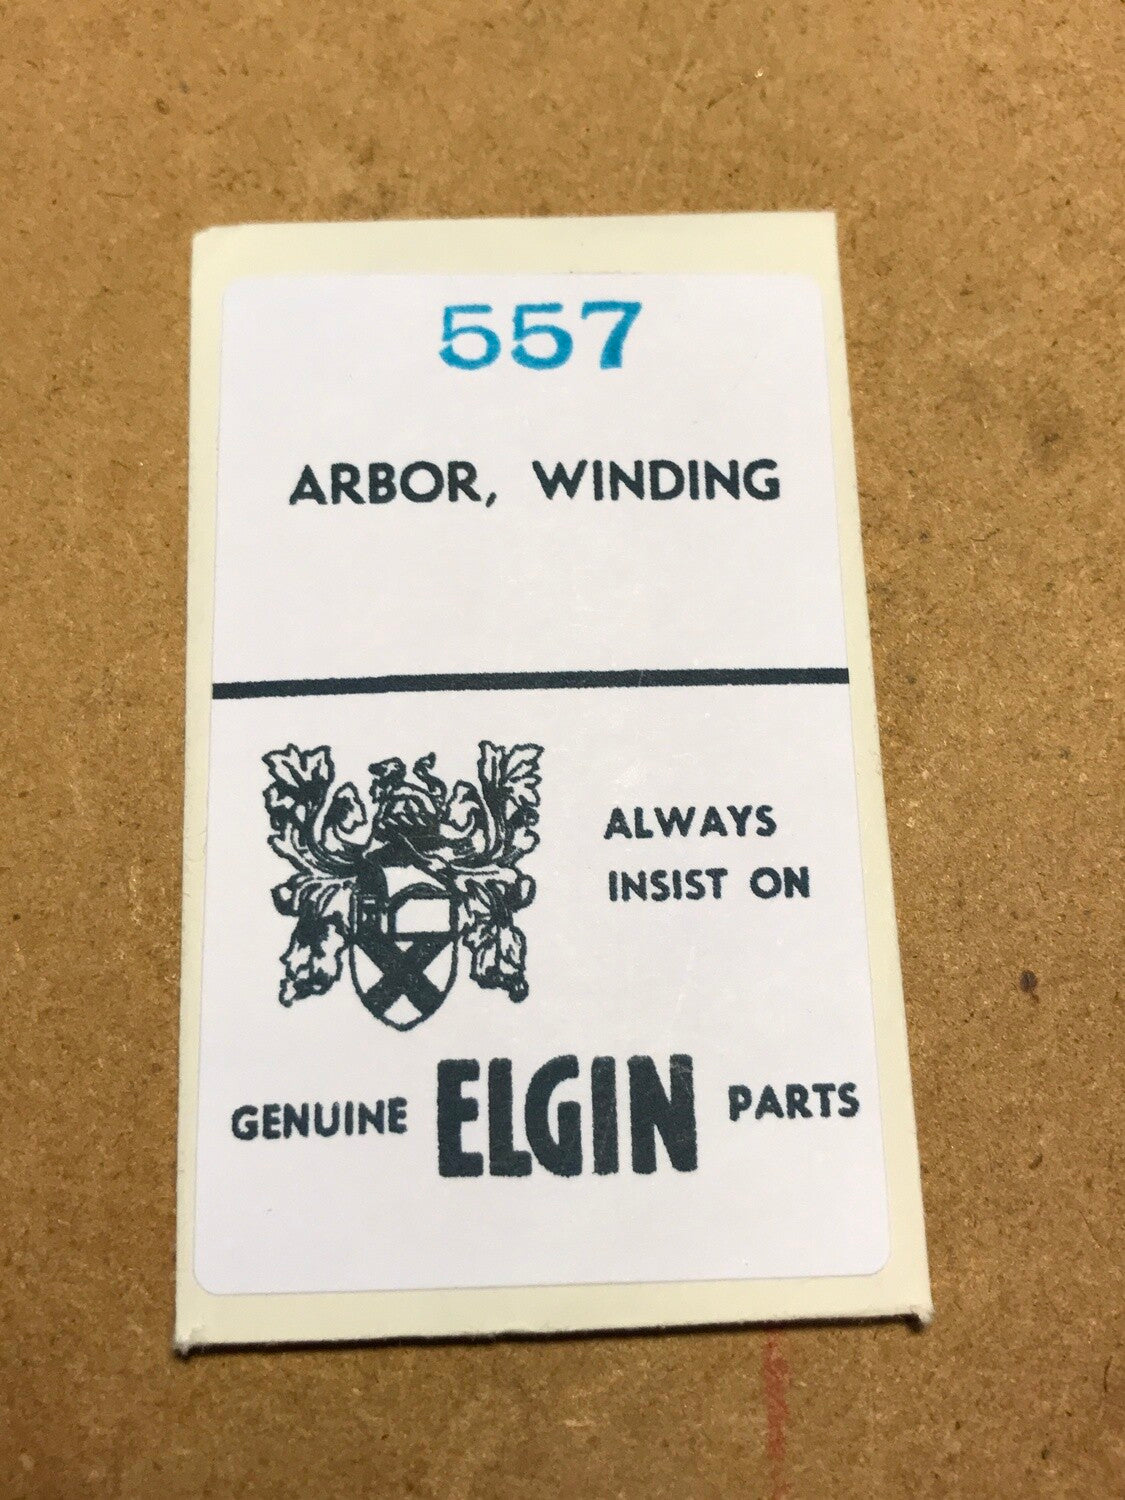 557
ARBOR, WINDING
ALWAYS
INSIST ON
GENUINE ELGIN PARTS